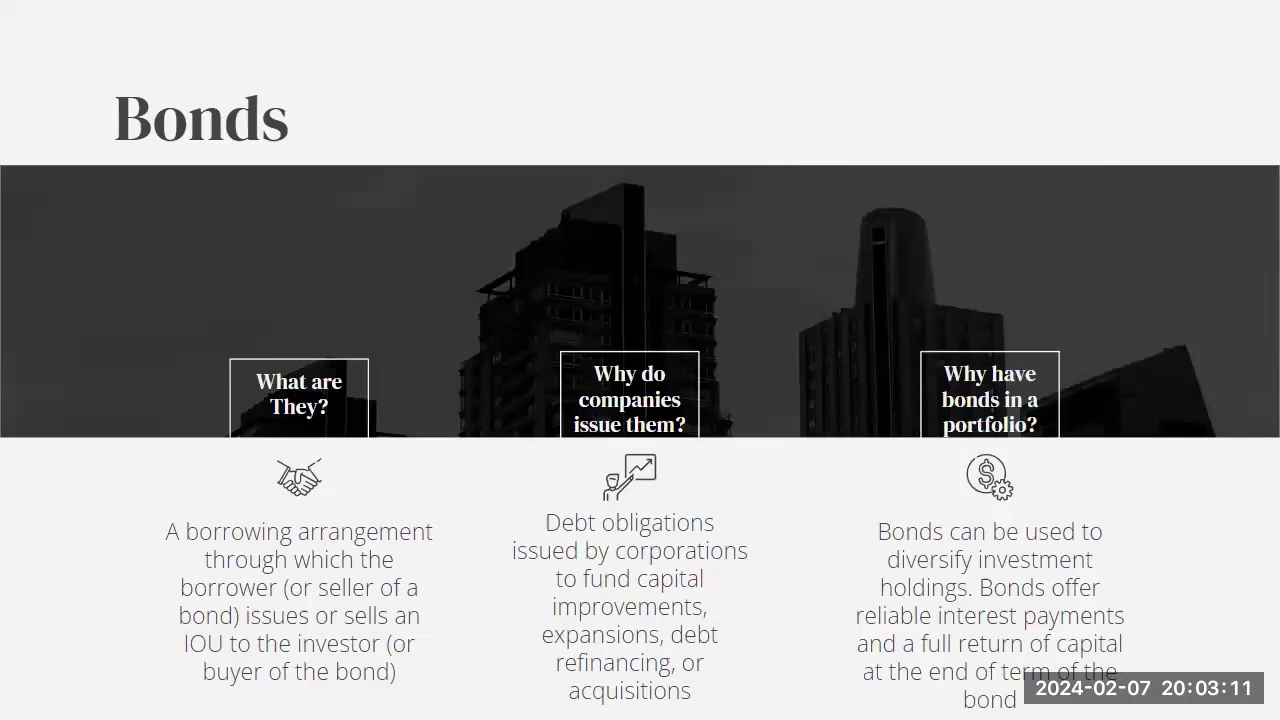 Bonds
What are
They?
A borrowing arrangement
through which the
borrower (or seller of a
bond) issues or sells an
IOU to the investor (or
buyer of the bond)
Why do
companies
issue them?
Debt obligations
issued by corporations
to fund capital
improvements,
expansions, debt
refinancing, or
acquisitions
Why have
bonds in a
portfolio?
Bonds can be used to
diversify investment
holdings. Bonds offer
reliable interest payments
and a full return of capital
at the end of term of the
bond
2024-02-07 20:03:11